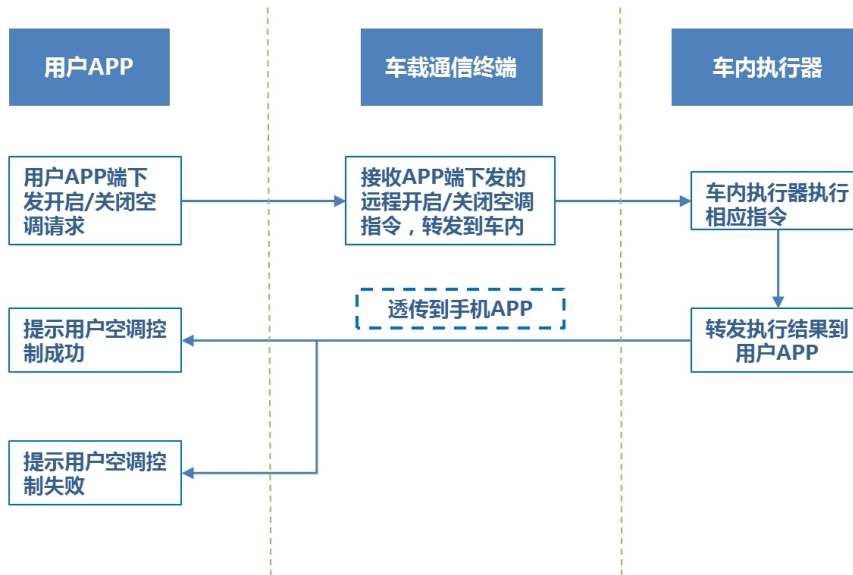 用户APP
车载通信终端
车内执行器
用户APP端下
发开启/关闭空
调请求
接收APP端下发的
远程开启/关闭空调
指令，转发到车内
车内执行器执行
相应指令
透传到手机APP
提示用户空调控
制成功
转发执行结果到
用户APP
提示用户空调控
制失败